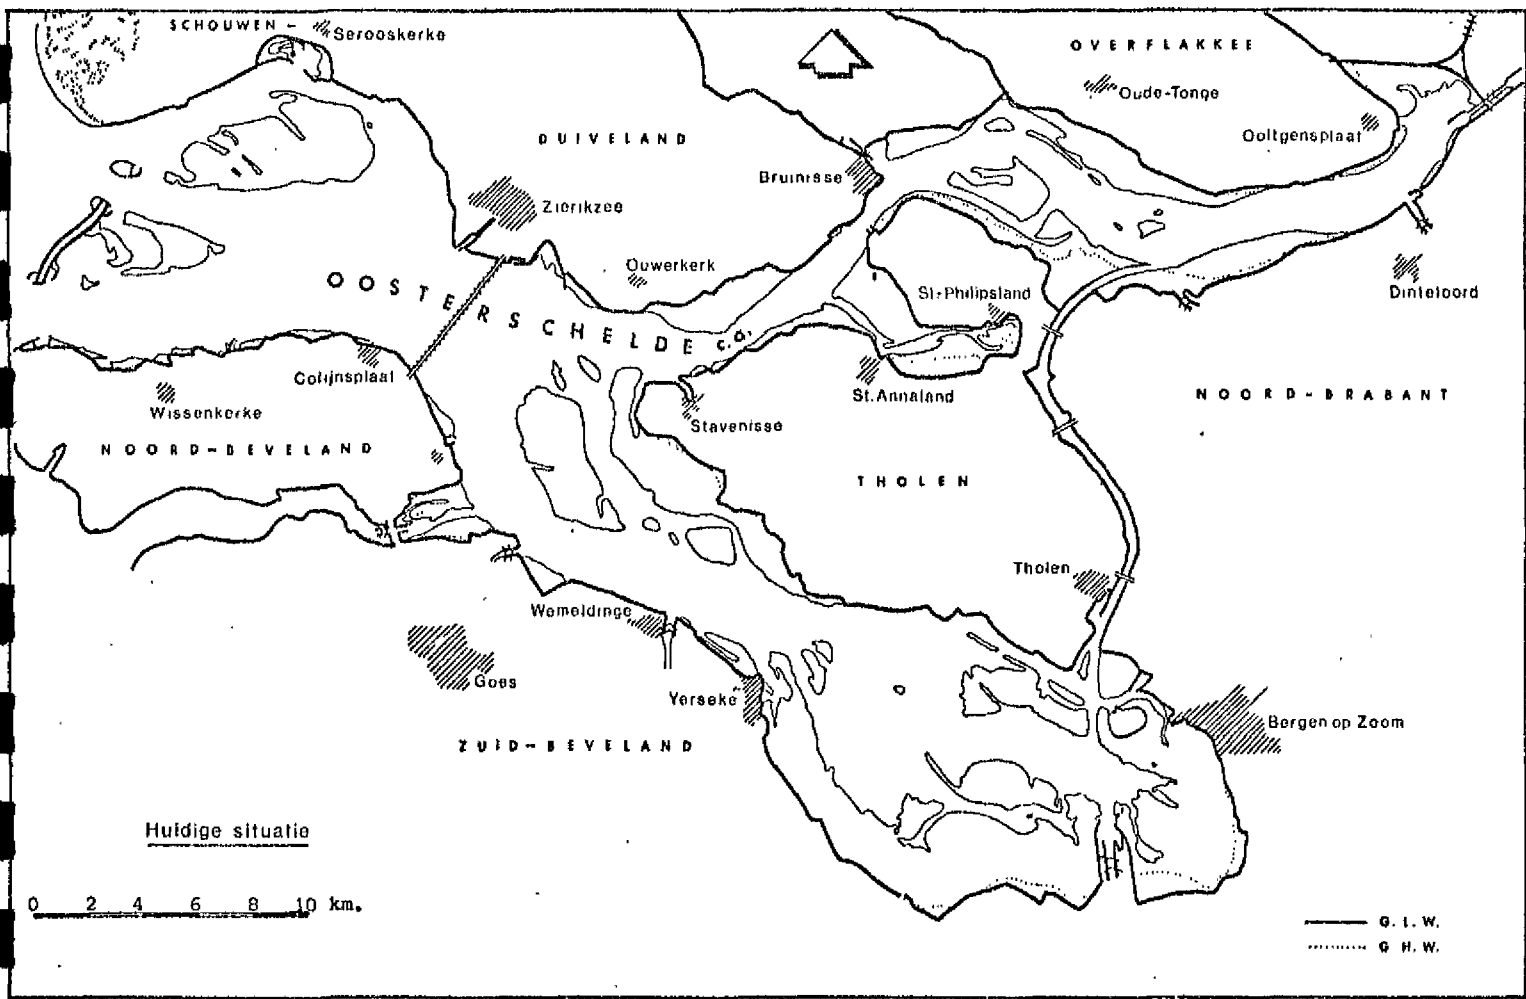 SCHOUWEN -
Serooskerke
OVERFLAKKEE
Oude-Tonge
Ooltgensplaat
DUIVELAND
Bruinisse
Zierikzee
Ouwerkerk
OOSTERSCHELDE c.a.
St-Philipsland
Dinteloord
Colijnsplaat
Wissenkerke
St.Annaland
NOORD-BRABANT
Stavenisse
NOORD-BEVELAND
THOLEN
Tholen
Wemeldinge
Goes
Yerseke
Bergen op Zoom
ZUID-BEVELAND
Huidige situatie
0 2 4 6 8 10 km.
G.L.W.
G H.W.